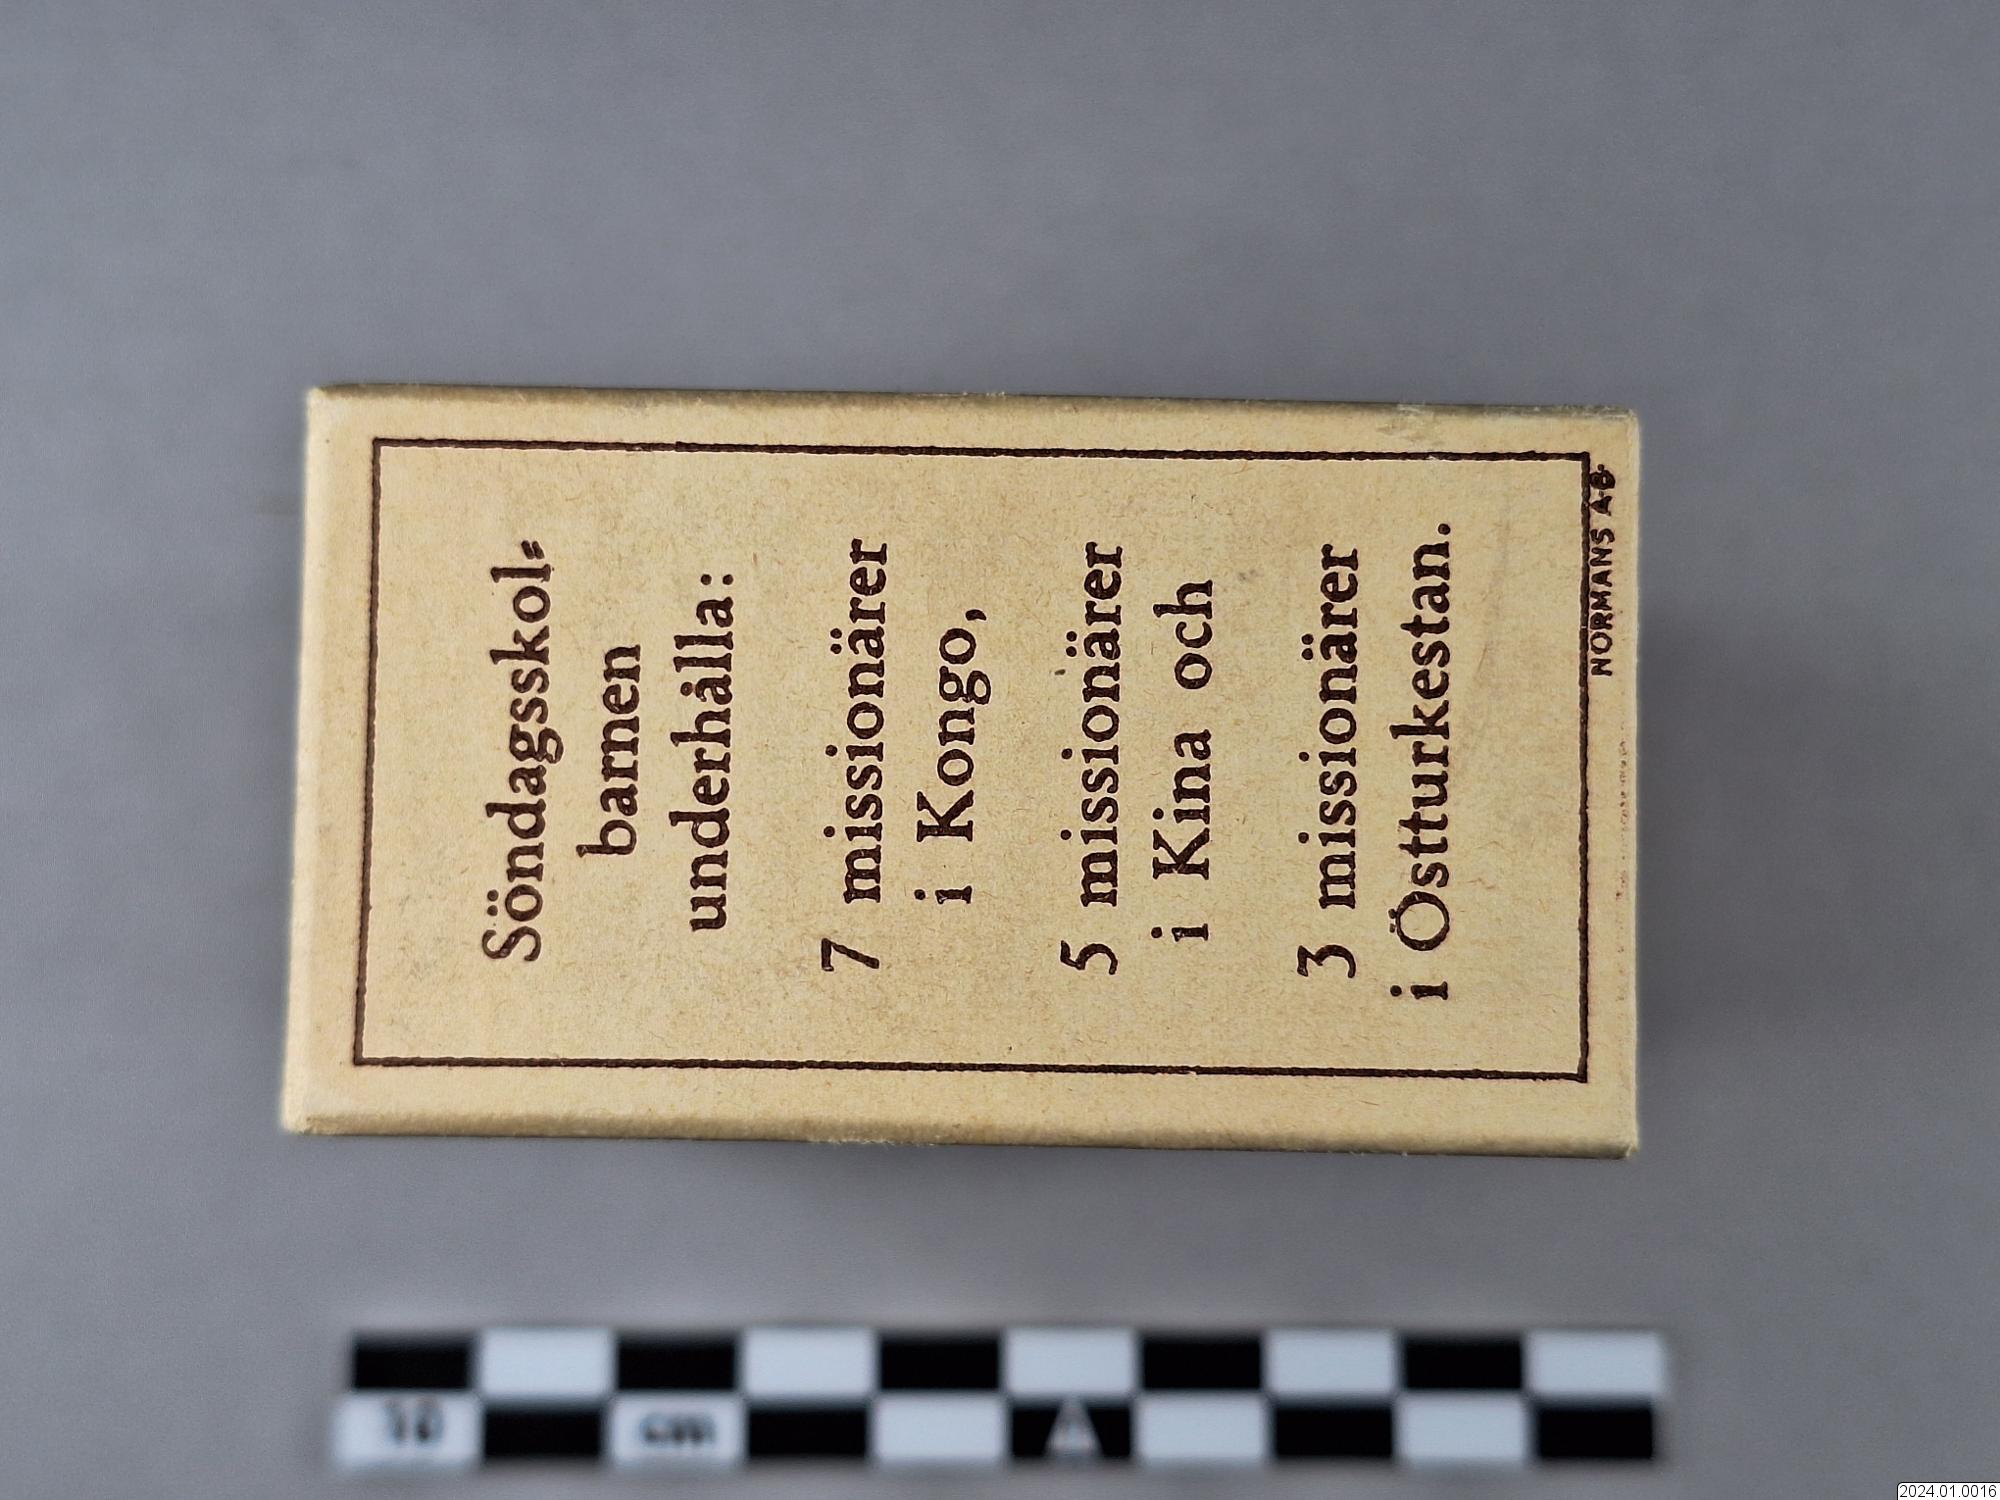 Söndagsskol-
barnen
underhålla:
7 missionärer
i Kongo,
5 missionärer
i Kina och
3 missionärer
i Östturkestan.
NORMANS A-B
10 cm
A
2024.01.0016